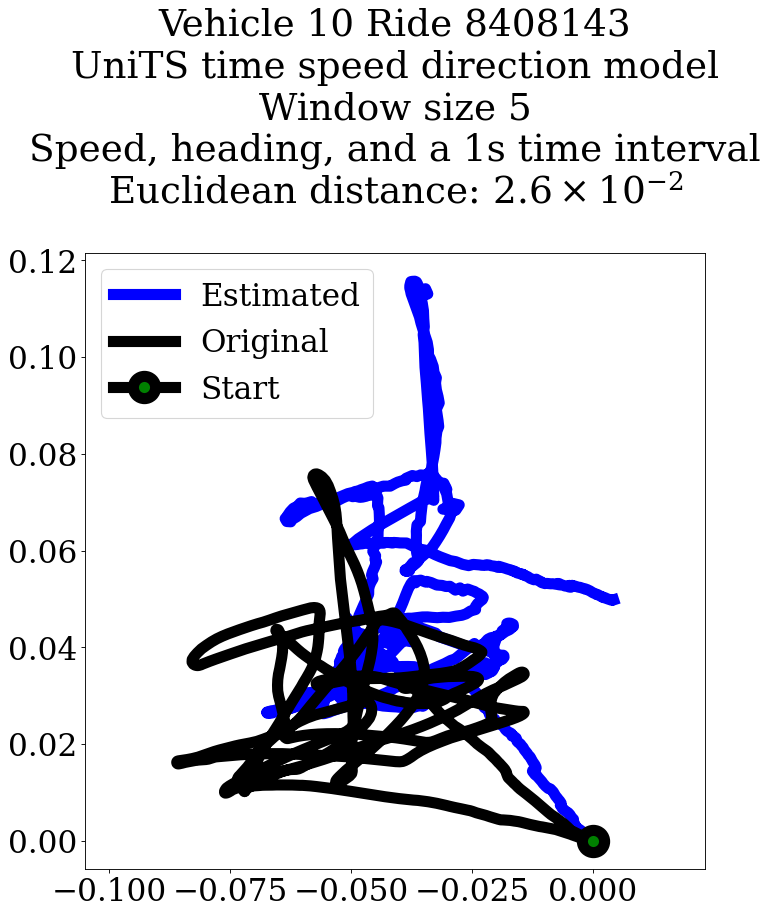 Vehicle 10 Ride 8408143
UniTS time speed direction model
Window size 5
Speed, heading, and a 1s time interval
Euclidean distance: 2.6 × 10⁻²
0.12
0.10
0.08
0.06
0.04
0.02
0.00
Estimated
Original
Start
−0.100 −0.075 −0.050 −0.025 0.000